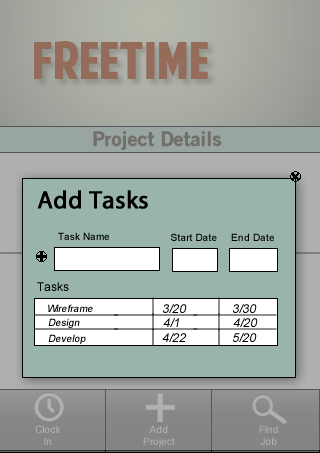 FREETIME
Project Details
Add Tasks
Task Name Start Date End Date
Tasks
Wireframe 3/20 3/30
Design 4/1 4/20
Develop 4/22 5/20
Clock In
Add Project
Find Job